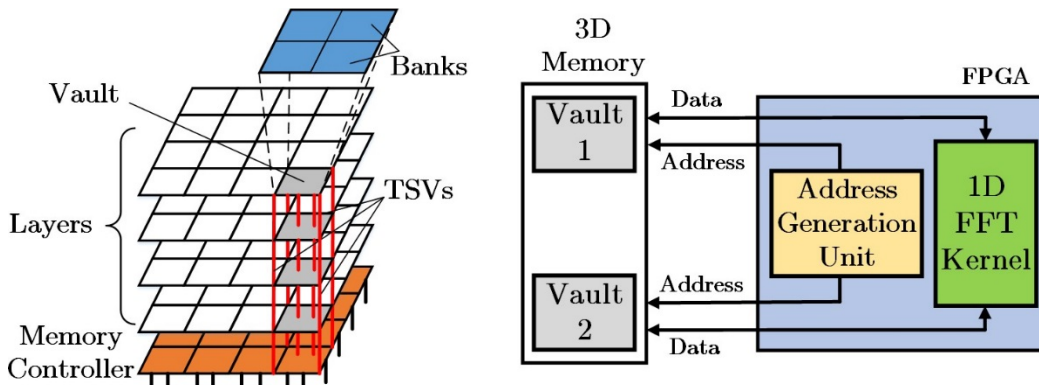 Banks
Vault
TSVs
Layers
Memory
Controller
3D
Memory
Vault
1
Vault
2
FPGA
Data
Address
Address
Generation
Unit
1D
FFT
Kernel
Address
Data